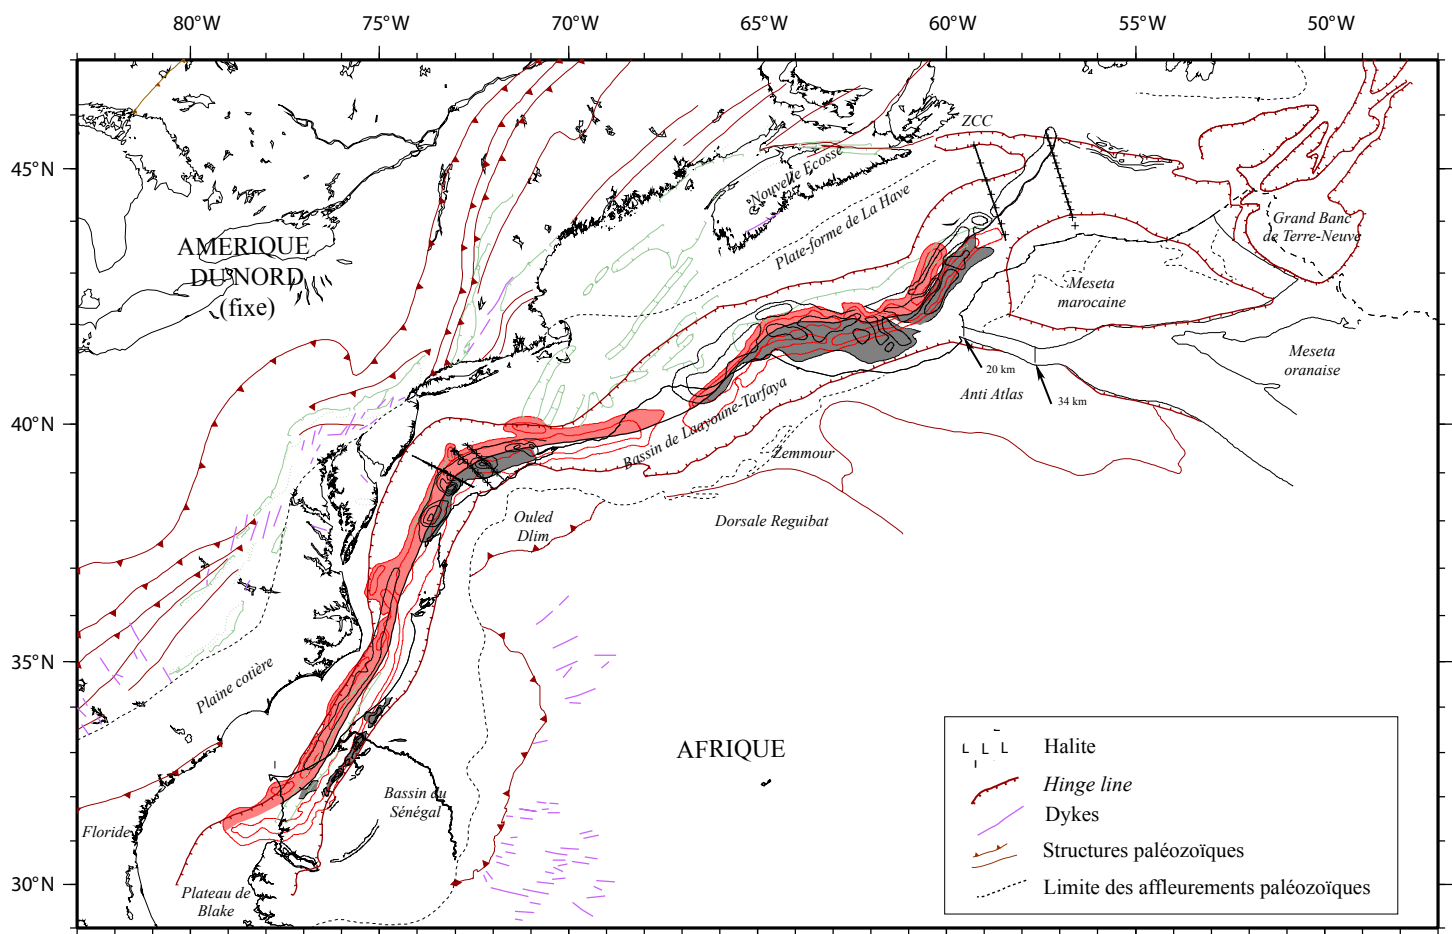 80°W 75°W 70°W 65°W 60°W 55°W 50°W
ZCC
45°N
Nouvelle Ecosse
Plate-forme de La Have
Grand Banc
de Terre-Neuve
AMERIQUE
DU NORD
(fixe)
Meseta
marocaine
Meseta
oranaise
20 km
Anti Atlas
34 km
40°N
Bassin de Laayoune-Tarfaya
Zemmour
Ouled
Dlim
Dorsale Reguibat
35°N
Plaine cotière
AFRIQUE
Bassin du
Sénégal
Floride
30°N
Plateau de
Blake
L L L Halite
Hinge line
Dykes
Structures paléozoïques
Limite des affleurements paléozoïques